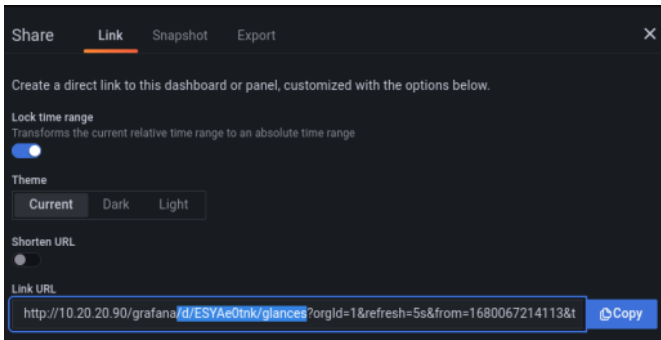 Share Link Snapshot Export
Create a direct link to this dashboard or panel, customized with the options below.
Lock time range
Transforms the current relative time range to an absolute time range
Theme
Current Dark Light
Shorten URL
Link URL
http://10.20.20.90/grafana/d/ESYAe0tnk/glances?orgId=1&refresh=5s&from=1680067214113&t Copy